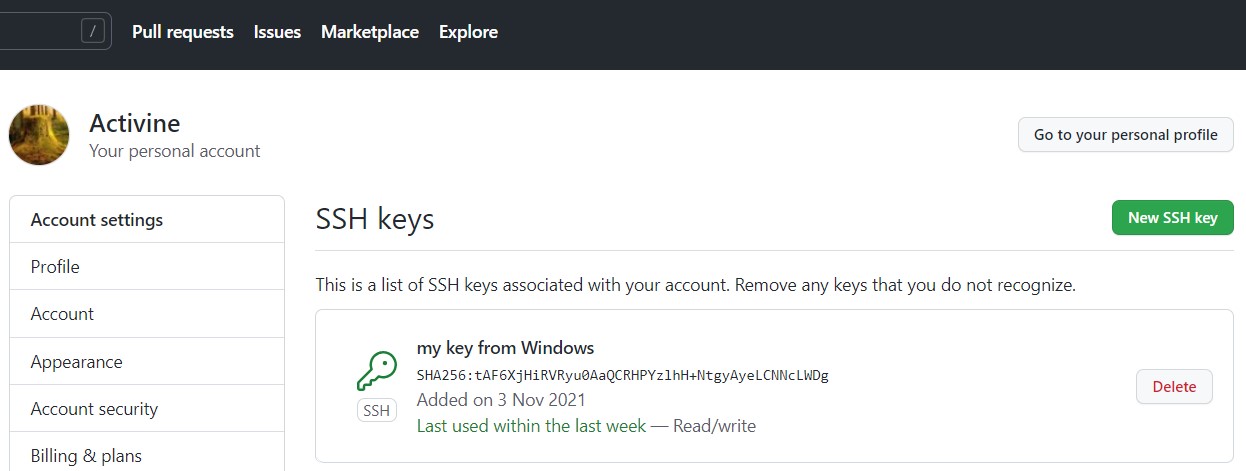 / Pull requests Issues Marketplace Explore
Activine
Your personal account
Go to your personal profile
Account settings
Profile
Account
Appearance
Account security
Billing & plans
SSH keys
New SSH key
This is a list of SSH keys associated with your account. Remove any keys that you do not recognize.
my key from Windows
SHA256:tAF6XjHiRVRyu0AaQCRHPYzlhH+NtgyAyeLCNNcLWDg
SSH
Added on 3 Nov 2021
Last used within the last week — Read/write
Delete